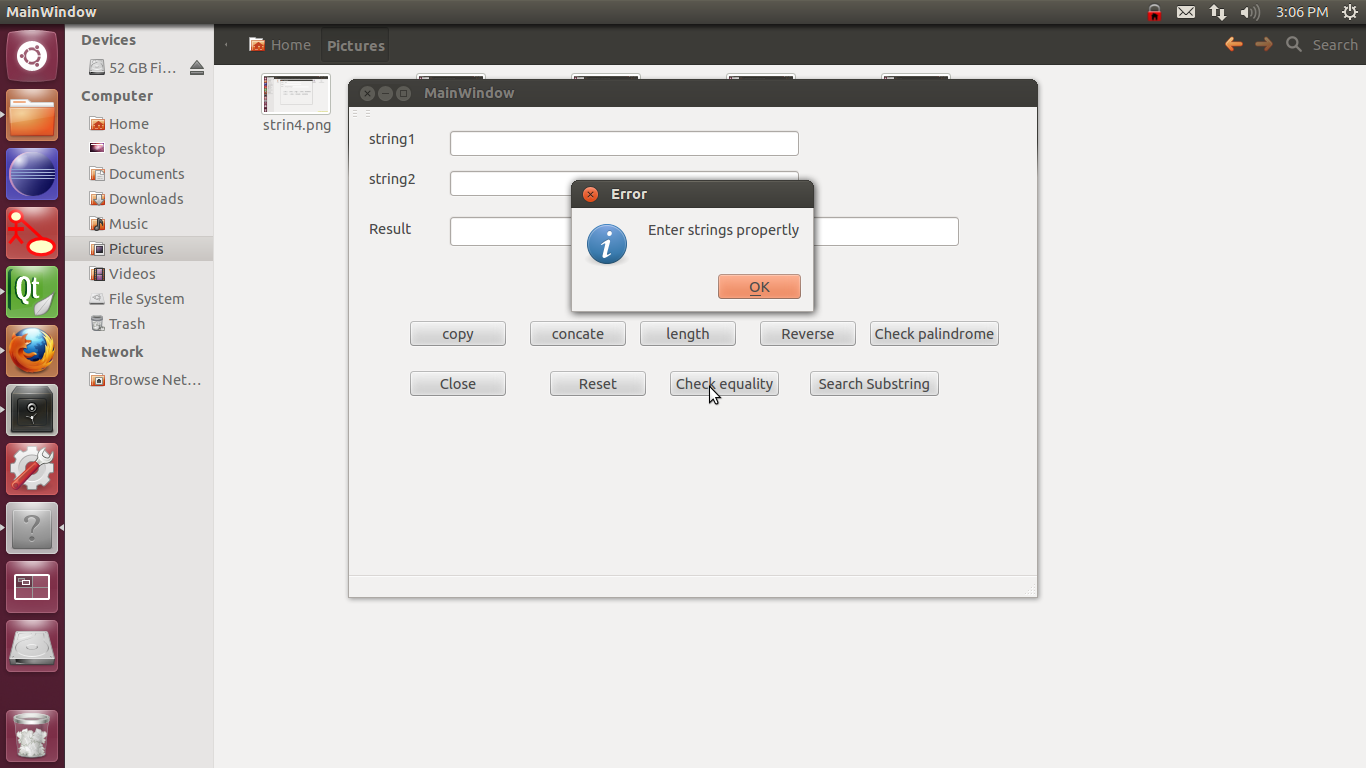 MainWindow
3:06 PM
Devices
52 GB Fi...
Computer
Home
Desktop
Documents
Downloads
Music
Pictures
Videos
File System
Trash
Network
Browse Net...
Home
Pictures
Search
strin4.png
MainWindow
string1
string2
Result
Error
Enter strings propertly
OK
copy
concate
length
Reverse
Check palindrome
Close
Reset
Check equality
Search Substring
Qt